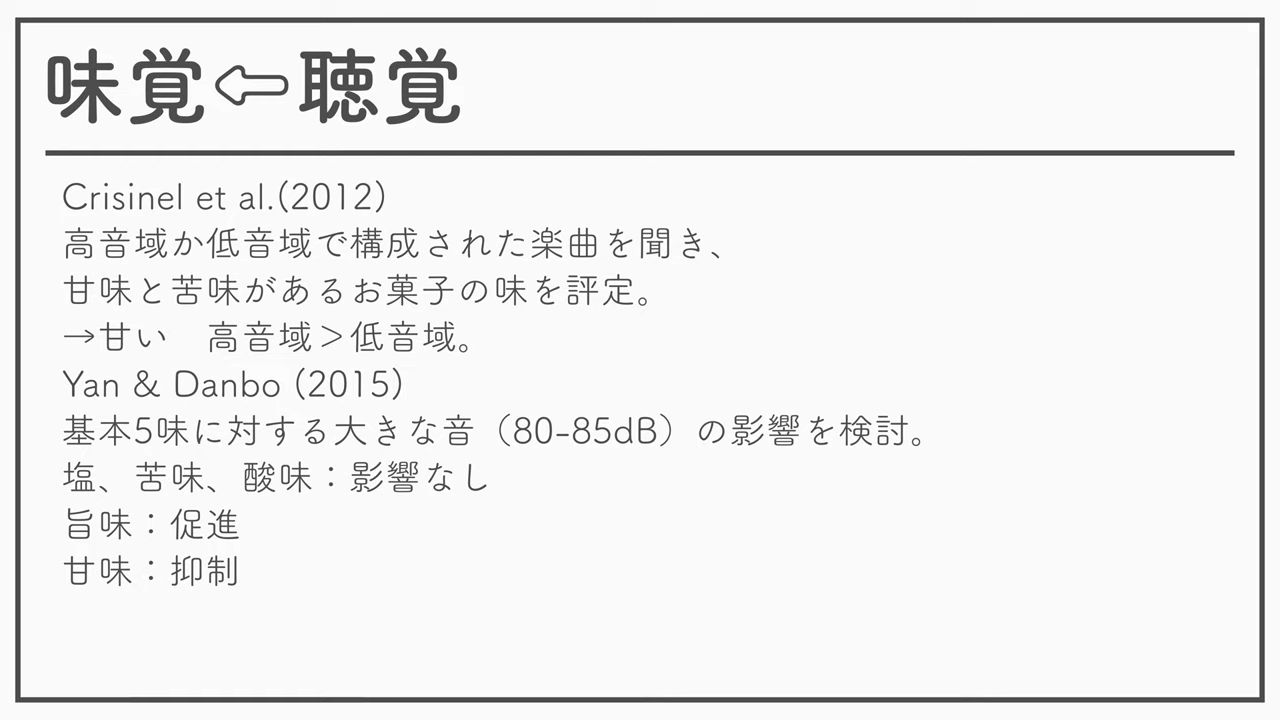 味覚⇦聴覚
Crisinel et al.(2012)
高音域か低音域で構成された楽曲を聞き、
甘味と苦味があるお菓子の味を評定。
→甘い　高音域＞低音域。
Yan & Danbo (2015)
基本5味に対する大きな音（80-85dB）の影響を検討。
塩、苦味、酸味：影響なし
旨味：促進
甘味：抑制